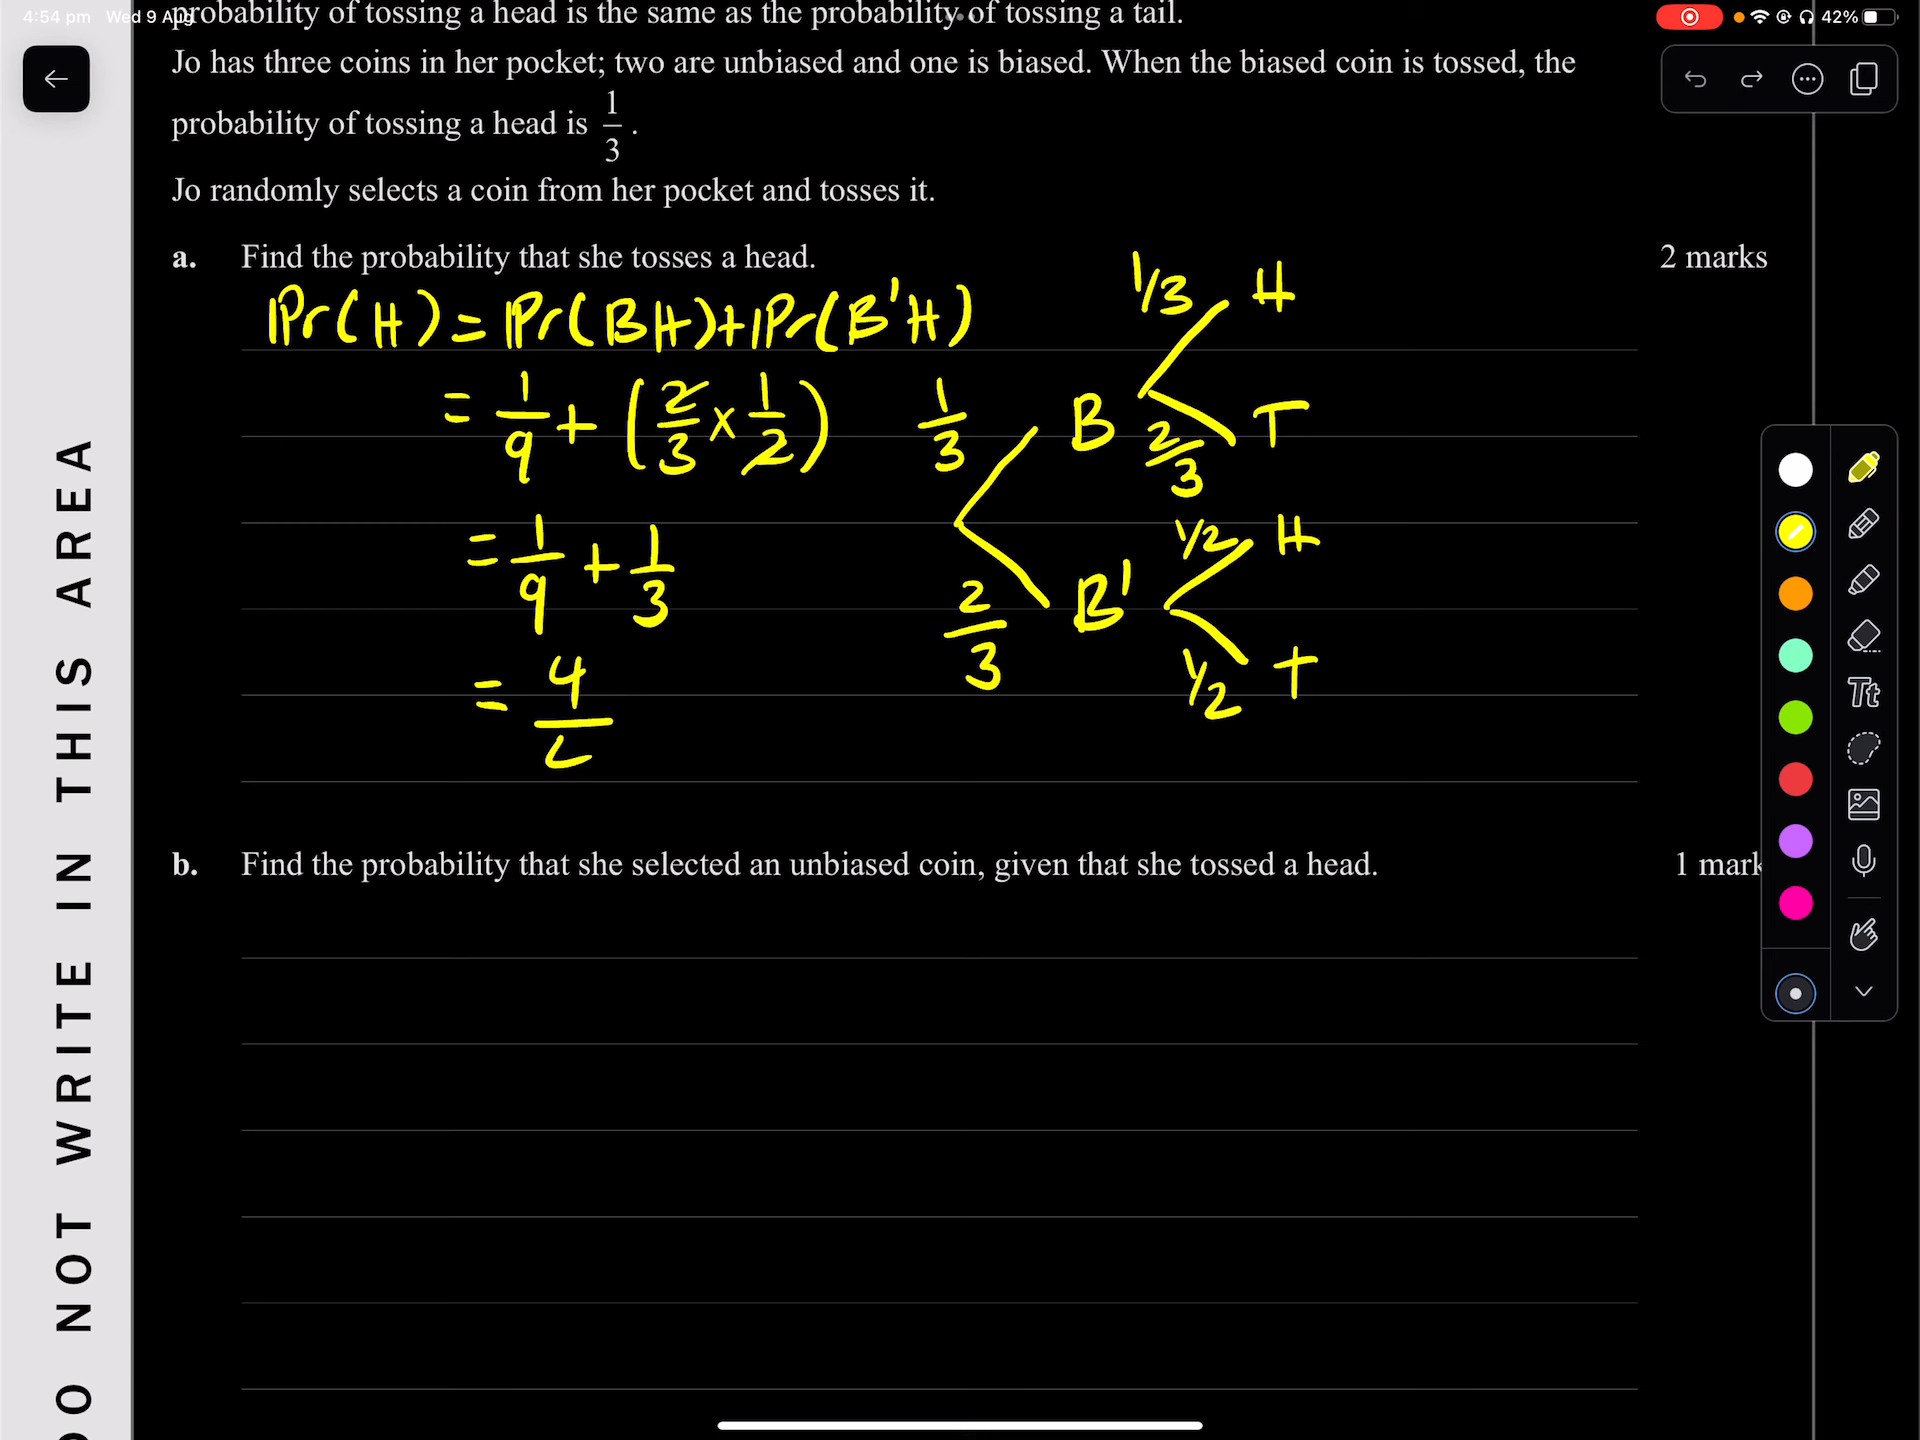 4:54 pm Wed 9 Aug
42%
probability of tossing a head is the same as the probability of tossing a tail.
Jo has three coins in her pocket; two are unbiased and one is biased. When the biased coin is tossed, the
probability of tossing a head is 1/3.
Jo randomly selects a coin from her pocket and tosses it.
a. Find the probability that she tosses a head. 2 marks
Pr(H) = Pr(BH)+Pr(B'H)
= 1/9 + (2/3 × 1/2)
= 1/9 + 1/3
= 4/
1/3 B
1/3 H
2/3 T
2/3 B'
1/2 H
1/2 T
b. Find the probability that she selected an unbiased coin, given that she tossed a head. 1 mark
Tt
NOT WRITE IN THIS AREA